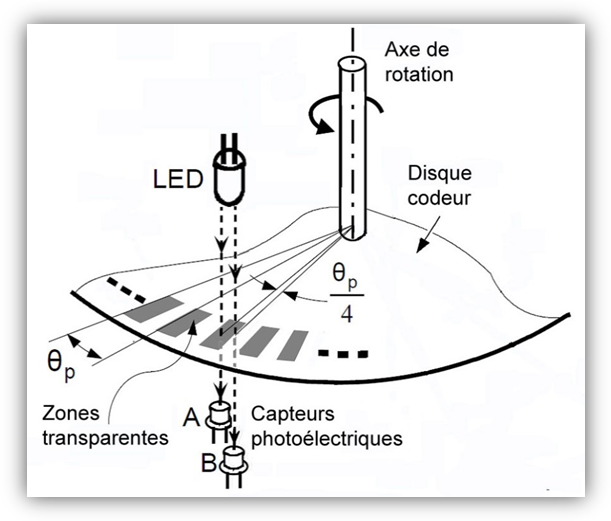 Axe de
rotation
LED
Disque
codeur
θp
4
θp
Zones
transparentes
A
Capteurs
photoélectriques
B